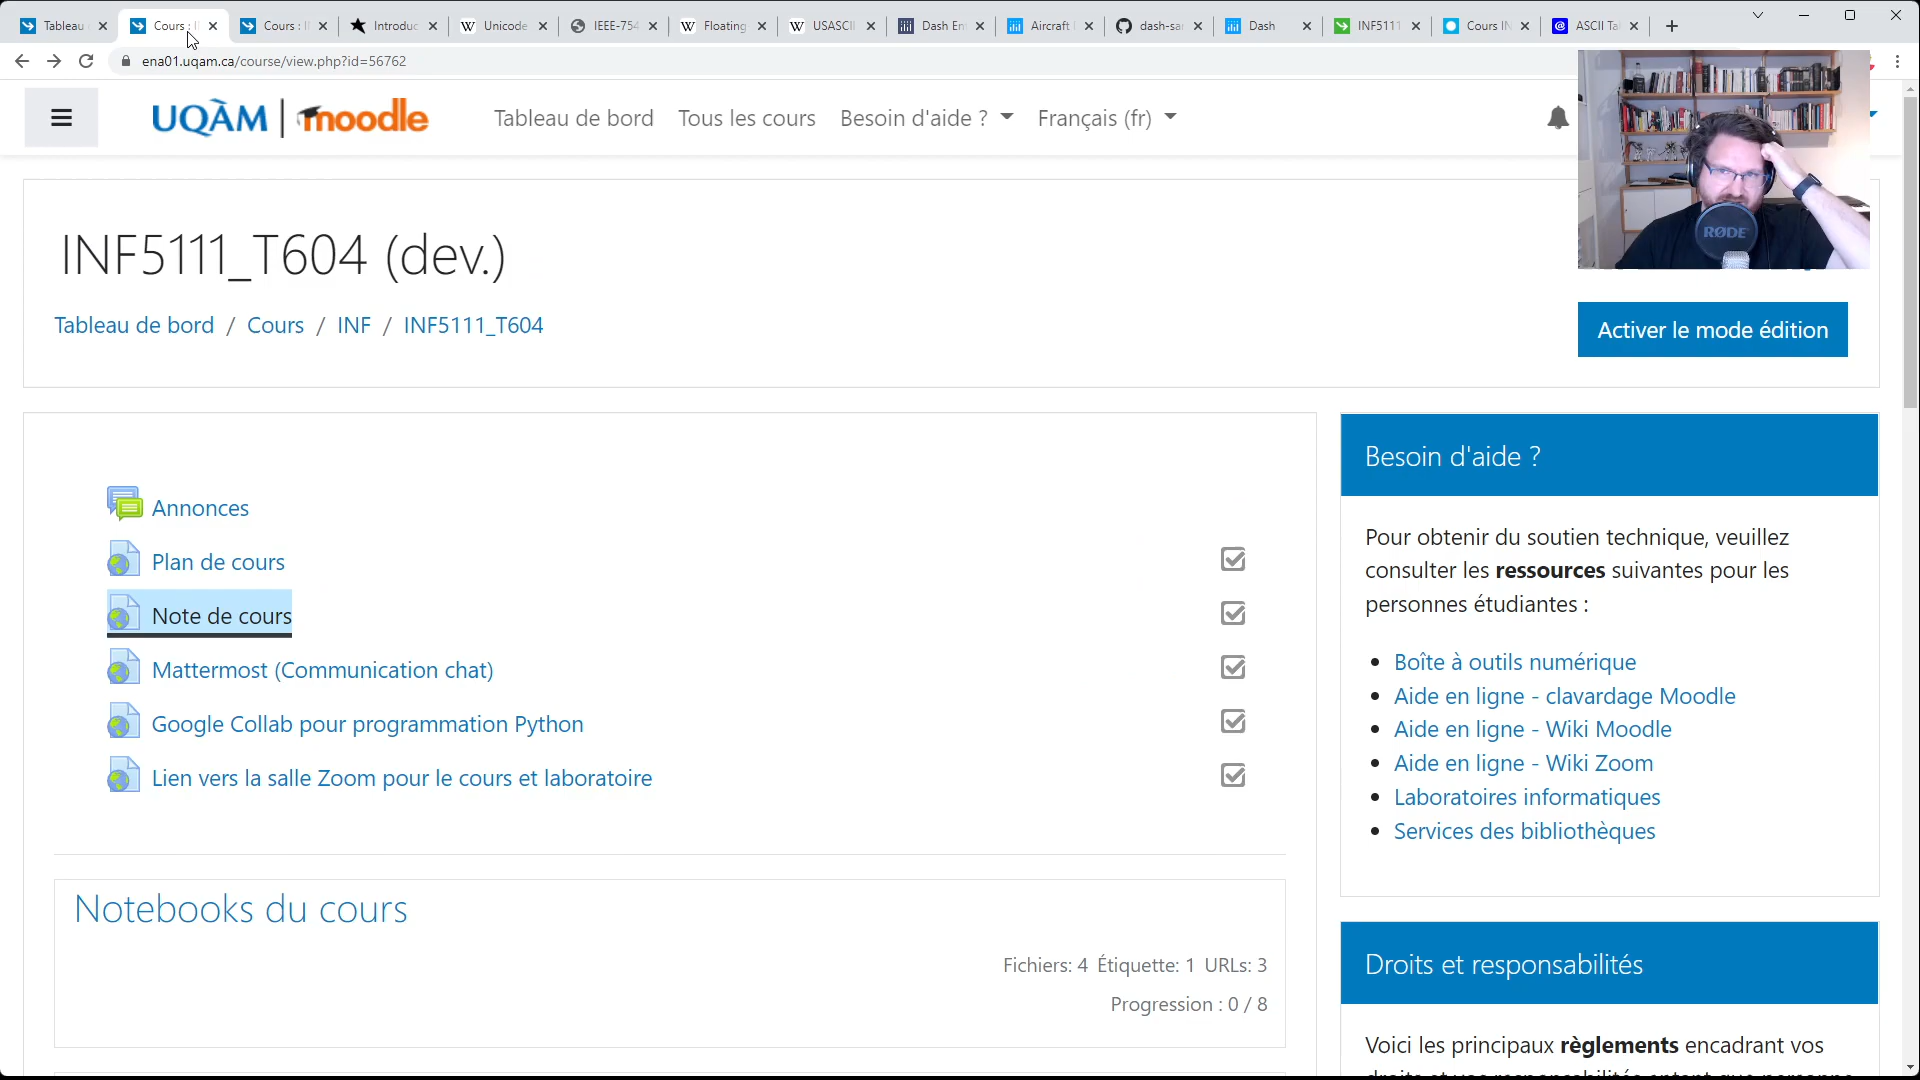 Tableau
Cours : I
Cours : I
Introduc
Unicode
IEEE-754
Floating
USASCII
Dash En
Aircraft
dash-sa
Dash
INF5111
Cours IN
ASCII Ta
ena01.uqam.ca/course/view.php?id=56762
UQÀM | moodle
Tableau de bord
Tous les cours
Besoin d'aide ?
Français (fr)
RØDE
INF5111_T604 (dev.)
Tableau de bord / Cours / INF / INF5111_T604
Activer le mode édition
Annonces
Plan de cours
Note de cours
Mattermost (Communication chat)
Google Collab pour programmation Python
Lien vers la salle Zoom pour le cours et laboratoire
Notebooks du cours
Fichiers: 4 Étiquette: 1 URLs: 3
Progression : 0 / 8
Besoin d'aide ?
Pour obtenir du soutien technique, veuillez
consulter les ressources suivantes pour les
personnes étudiantes :
Boîte à outils numérique
Aide en ligne - clavardage Moodle
Aide en ligne - Wiki Moodle
Aide en ligne - Wiki Zoom
Laboratoires informatiques
Services des bibliothèques
Droits et responsabilités
Voici les principaux règlements encadrant vos